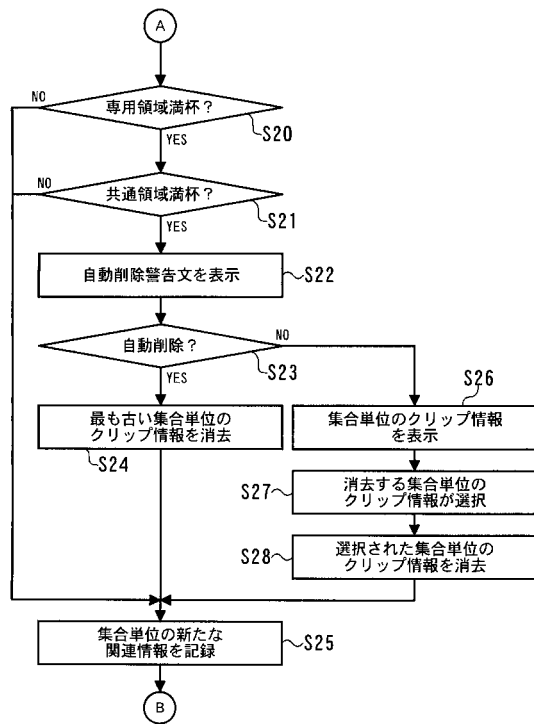 A
専用領域満杯？
NO
YES
S20
共通領域満杯？
NO
YES
S21
自動削除警告文を表示
S22
自動削除？
NO
YES
S23
最も古い集合単位の
クリップ情報を消去
S24
S26
集合単位のクリップ情報
を表示
S27
消去する集合単位の
クリップ情報が選択
S28
選択された集合単位の
クリップ情報を消去
集合単位の新たな
関連情報を記録
S25
B